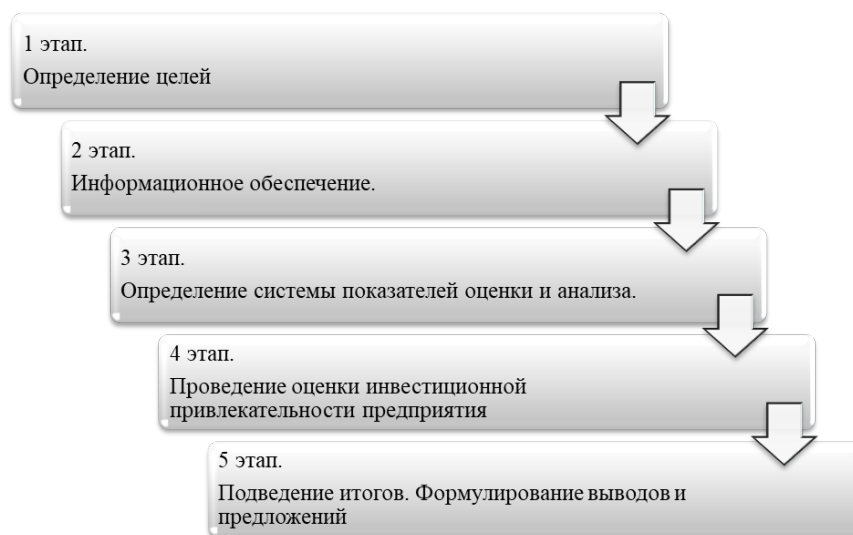 1 этап.
Определение целей
2 этап.
Информационное обеспечение.
3 этап.
Определение системы показателей оценки и анализа.
4 этап.
Проведение оценки инвестиционной
привлекательности предприятия
5 этап.
Подведение итогов. Формулирование выводов и
предложений